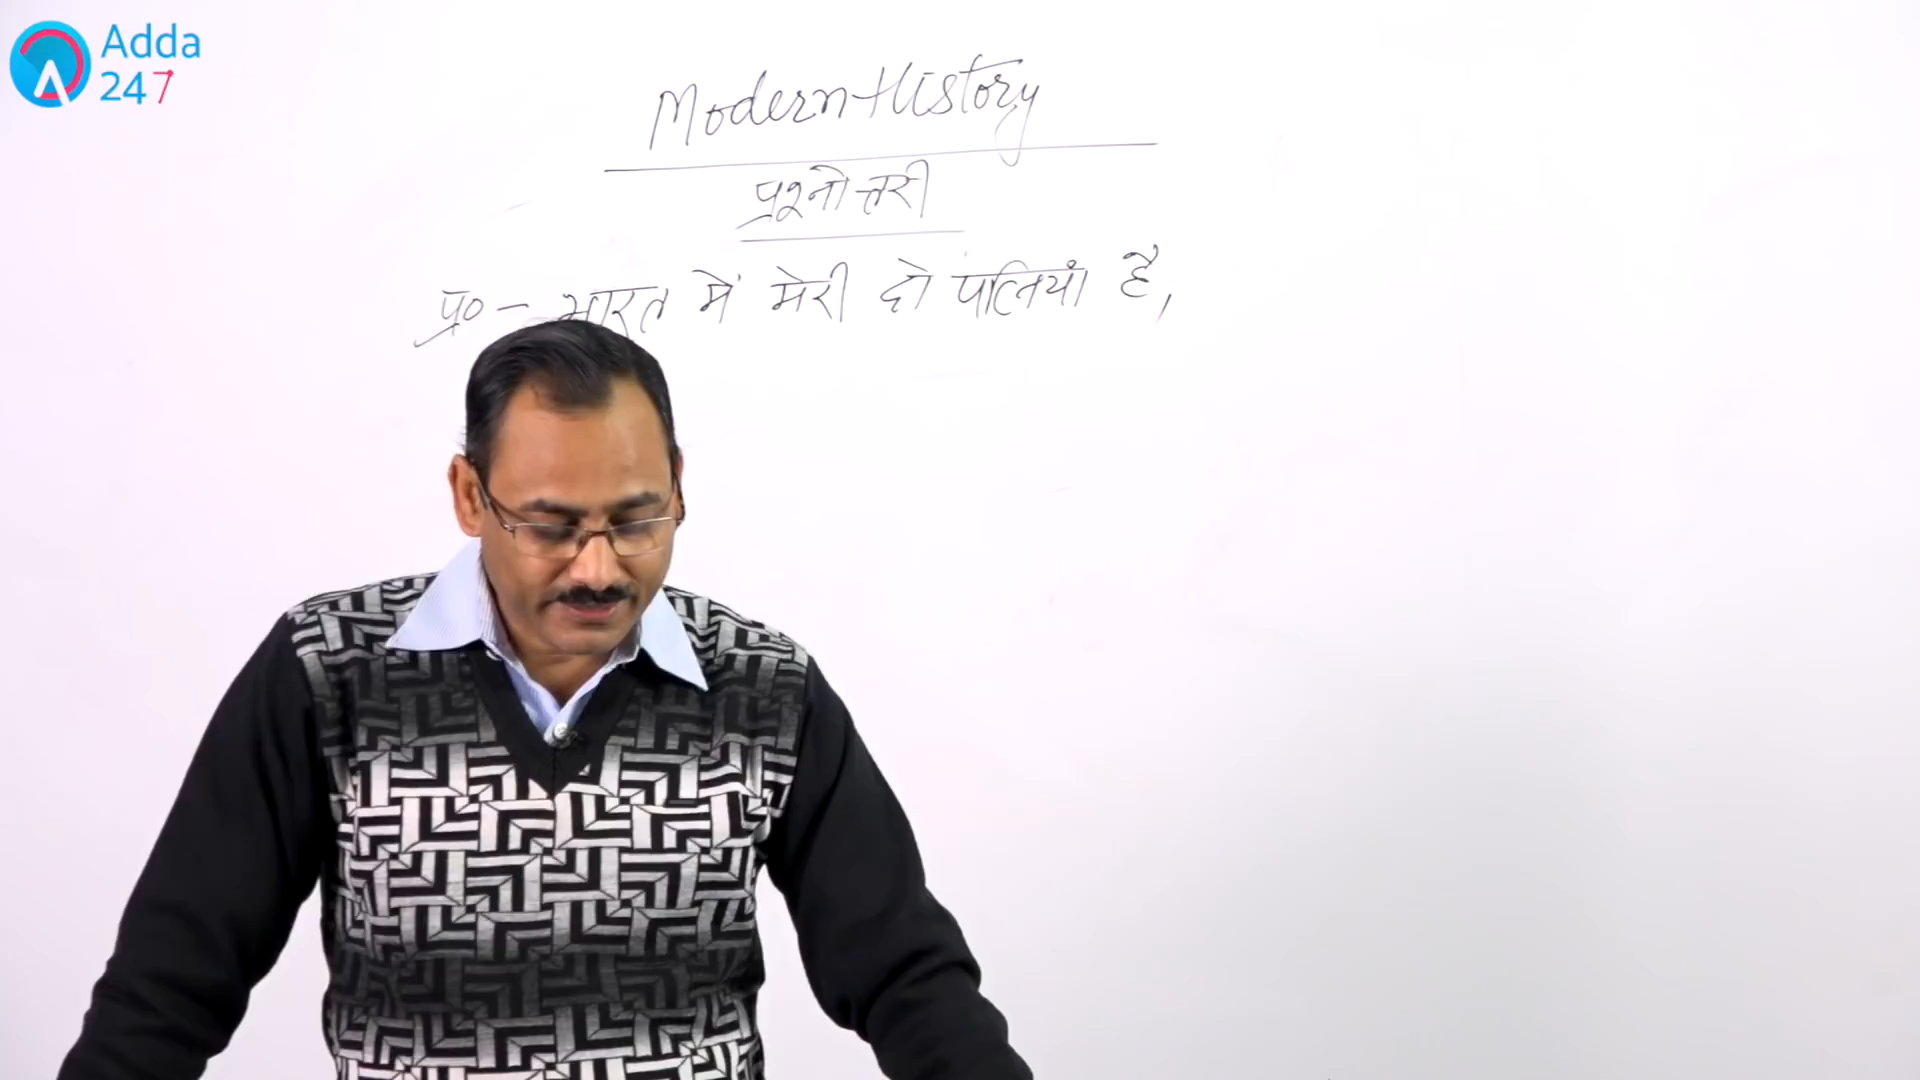 Adda
247
Modern History
प्रश्नोत्तरी
प्र० - भारत में मेरी दो पत्नियां है,